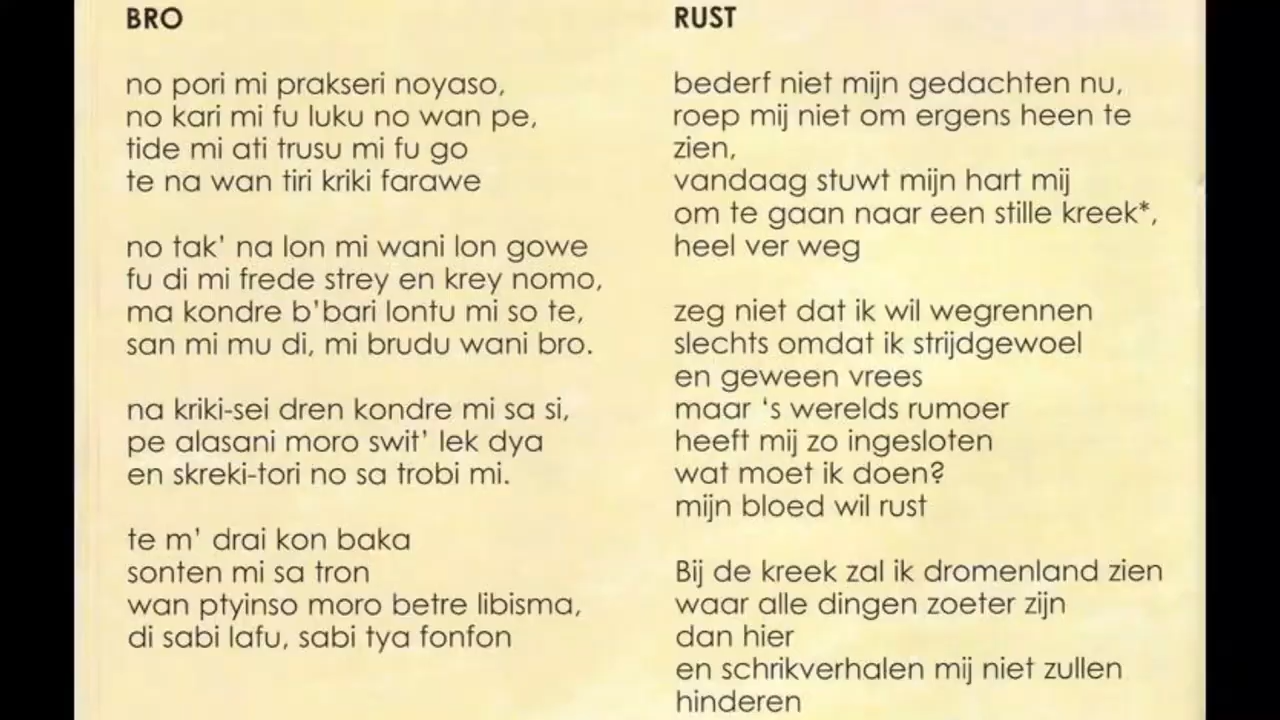 BRO
no pori mi prakseri noyaso,
no kari mi fu luku no wan pe,
tide mi ati trusu mi fu go
te na wan tiri kriki farawe
no tak' na lon mi wani lon gowe
fu di mi frede strey en krey nomo,
ma kondre b'bari lontu mi so te,
san mi mu di, mi brudu wani bro.
na kriki-sei dren kondre mi sa si,
pe alasani moro swit' lek dya
en skreki-tori no sa trobi mi.
te m' drai kon baka
sonten mi sa tron
wan ptyinso moro betre libisma,
di sabi lafu, sabi tya fonfon
RUST
bederf niet mijn gedachten nu,
roep mij niet om ergens heen te
zien,
vandaag stuwt mijn hart mij
om te gaan naar een stille kreek*,
heel ver weg
zeg niet dat ik wil wegrennen
slechts omdat ik strijdgewoel
en geween vrees
maar 's werelds rumoer
heeft mij zo ingesloten
wat moet ik doen?
mijn bloed wil rust
Bij de kreek zal ik dromenland zien
waar alle dingen zoeter zijn
dan hier
en schrikverhalen mij niet zullen
hinderen